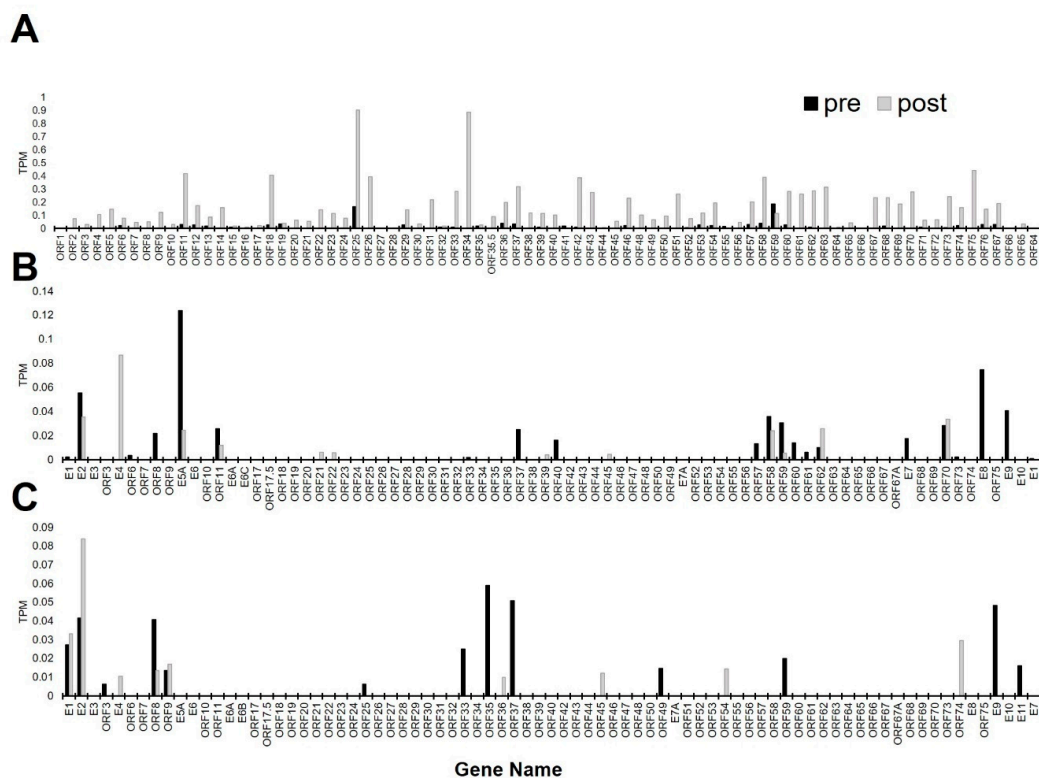 A
TPM
1
0.9
0.8
0.7
0.6
0.5
0.4
0.3
0.2
0.1
0
pre
post
ORF1 ORF2 ORF3 ORF4 ORF5 ORF6 ORF7 ORF8 ORF9 ORF10 ORF11 ORF12 ORF13 ORF14 ORF15 ORF16 ORF17 ORF18 ORF19 ORF20 ORF21 ORF22 ORF23 ORF24 ORF25 ORF26 ORF27 ORF28 ORF29 ORF30 ORF31 ORF32 ORF33 ORF34 ORF35 ORF35.5 ORF36 ORF37 ORF38 ORF39 ORF40 ORF41 ORF42 ORF43 ORF44 ORF45 ORF46 ORF47 ORF48 ORF49 ORF50 ORF51 ORF52 ORF53 ORF54 ORF55 ORF56 ORF57 ORF58 ORF59 ORF60 ORF61 ORF62 ORF63 ORF64 ORF65 ORF66 ORF67 ORF68 ORF69 ORF70 ORF71 ORF72 ORF73 ORF74 ORF75 ORF76 ORF67 ORF66 ORF65 ORF64
B
TPM
0.14
0.12
0.1
0.08
0.06
0.04
0.02
0
E1 E2 E3 ORF3 E4 ORF6 ORF7 ORF8 ORF9 E5A E6 ORF10 ORF11 E6A E6C ORF17 ORF17.5 ORF18 ORF19 ORF20 ORF21 ORF22 ORF23 ORF24 ORF25 ORF26 ORF27 ORF28 ORF29 ORF30 ORF31 ORF32 ORF33 ORF34 ORF35 ORF36 ORF37 ORF38 ORF39 ORF40 ORF42 ORF43 ORF44 ORF45 ORF46 ORF47 ORF48 ORF50 ORF49 E7A ORF52 ORF53 ORF54 ORF55 ORF56 ORF57 ORF58 ORF59 ORF60 ORF61 ORF62 ORF63 ORF64 ORF65 ORF66 ORF67 ORF67A E7 ORF68 ORF69 ORF70 ORF73 ORF74 E8 ORF75 E9 E10 E1
C
TPM
0.09
0.08
0.07
0.06
0.05
0.04
0.03
0.02
0.01
0
E1 E2 E3 ORF3 E4 ORF6 ORF7 ORF8 ORF9 E5A E6 ORF10 ORF11 E6A E6B ORF17 ORF17.5 ORF18 ORF19 ORF20 ORF21 ORF22 ORF23 ORF24 ORF25 ORF26 ORF27 ORF28 ORF29 ORF30 ORF31 ORF32 ORF33 ORF34 ORF35 ORF36 ORF37 ORF38 ORF39 ORF40 ORF42 ORF43 ORF44 ORF45 ORF46 ORF47 ORF48 ORF50 ORF49 E7A ORF51 ORF52 ORF53 ORF54 ORF55 ORF56 ORF57 ORF58 ORF59 ORF60 ORF61 ORF62 ORF63 ORF64 ORF65 ORF66 ORF67 ORF67A ORF68 ORF69 ORF70 ORF73 ORF74 E8 ORF75 E9 E10 E11 E7
Gene Name